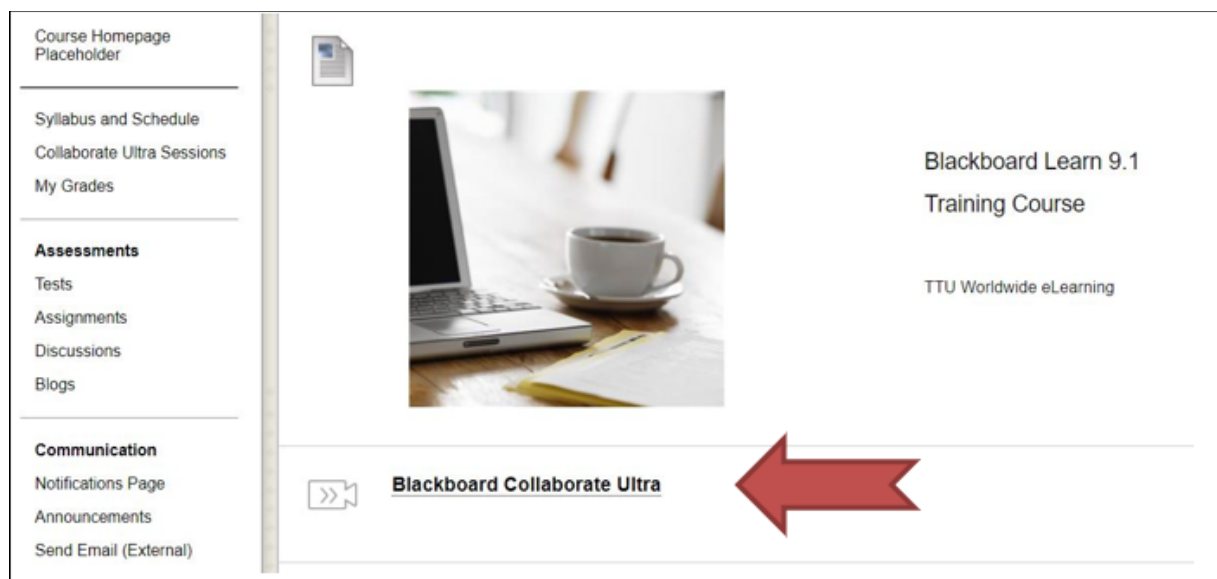 Course Homepage
Placeholder
Syllabus and Schedule
Collaborate Ultra Sessions
My Grades
Assessments
Tests
Assignments
Discussions
Blogs
Communication
Notifications Page
Announcements
Send Email (External)
Blackboard Learn 9.1
Training Course
TTU Worldwide eLearning
Blackboard Collaborate Ultra